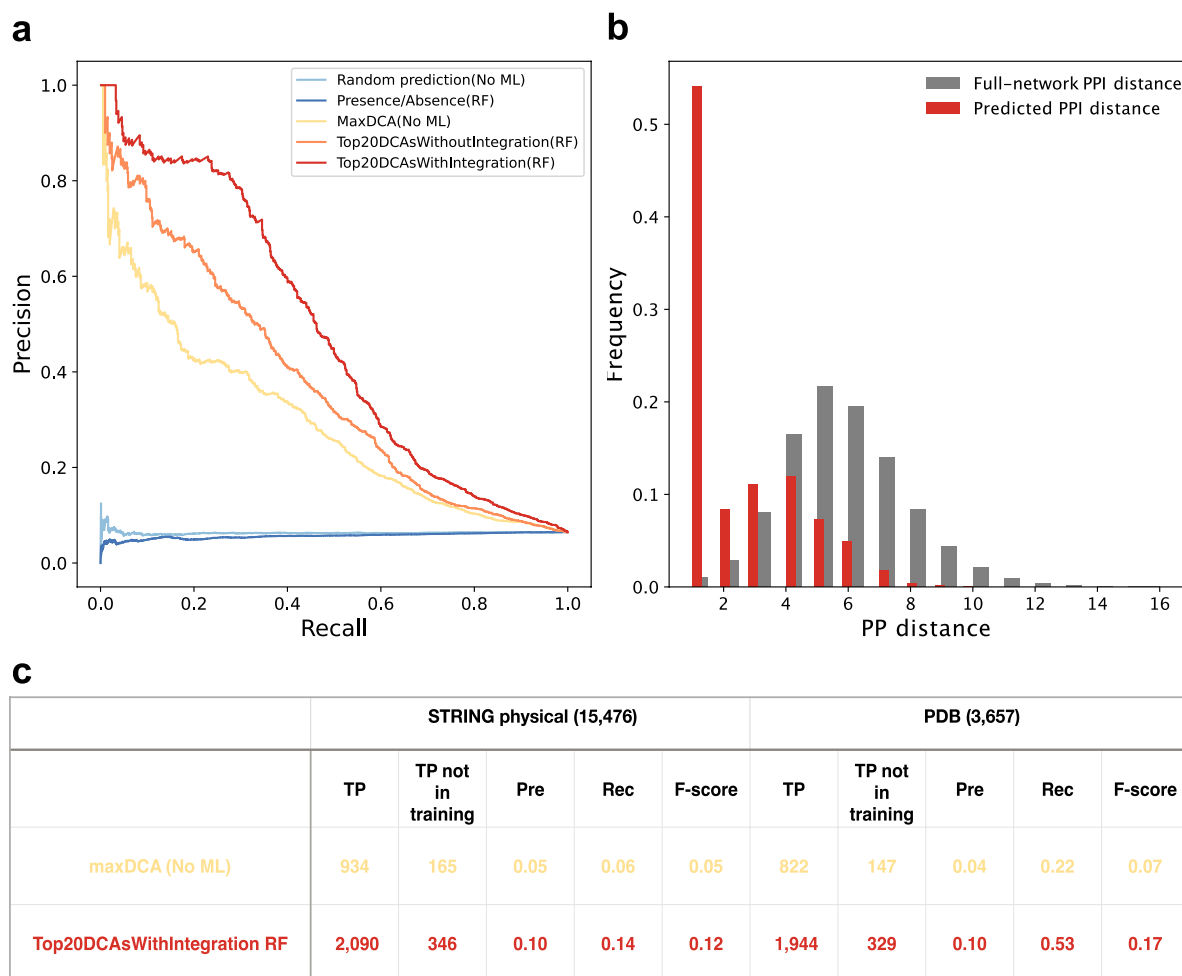 a
1.0
0.8
0.6
0.4
0.2
0.0
Precision
0.0 0.2 0.4 0.6 0.8 1.0
Recall
Random prediction(No ML)
Presence/Absence(RF)
MaxDCA(No ML)
Top20DCAsWithoutIntegration(RF)
Top20DCAsWithIntegration(RF)
b
0.5
0.4
0.3
0.2
0.1
0.0
Frequency
2 4 6 8 10 12 14 16
PP distance
Full-network PPI distance
Predicted PPI distance
c
STRING physical (15,476) PDB (3,657)
TP TP not in training Pre Rec F-score TP TP not in training Pre Rec F-score
maxDCA (No ML) 934 165 0.05 0.06 0.05 822 147 0.04 0.22 0.07
Top20DCAsWithIntegration RF 2,090 346 0.10 0.14 0.12 1,944 329 0.10 0.53 0.17